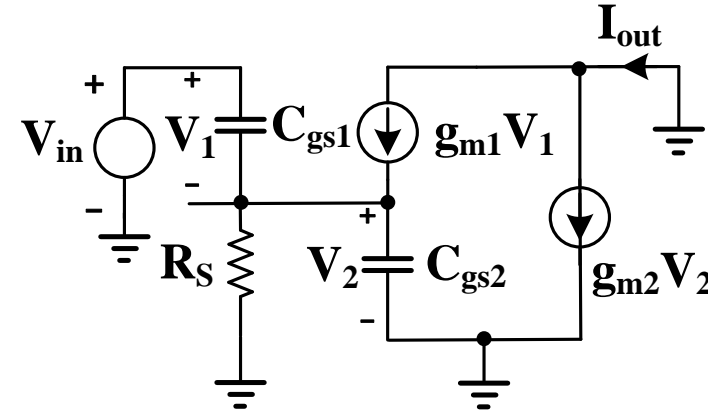 I_out
+ +
V_in V_1 C_gs1 g_m1V_1
− − +
R_S V_2 C_gs2 g_m2V_2
−